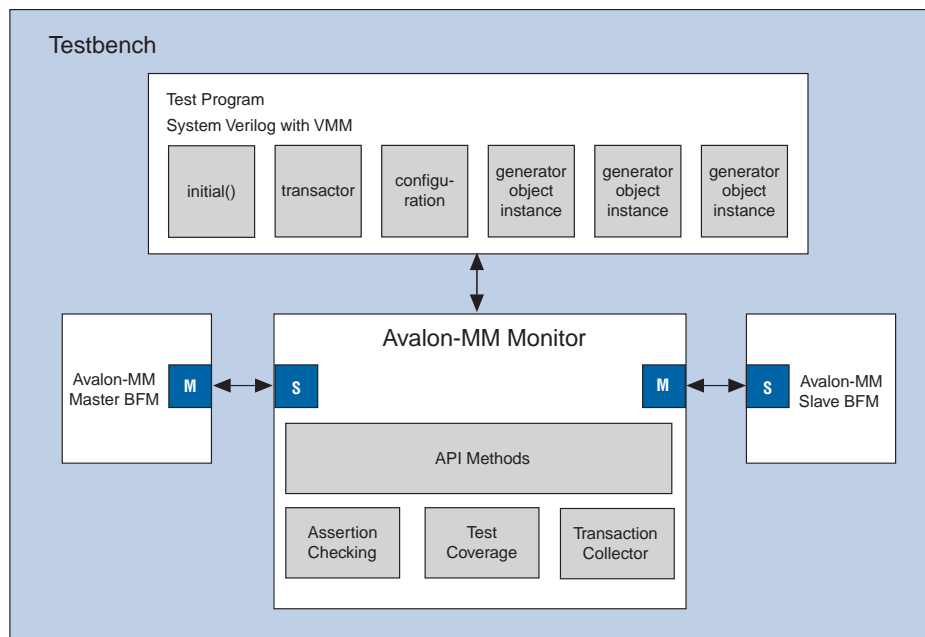 Testbench
Test Program
System Verilog with VMM
initial()
transactor
configu-
ration
generator
object
instance
generator
object
instance
generator
object
instance
Avalon-MM Monitor
Avalon-MM
Master BFM
M
S
M
S
Avalon-MM
Slave BFM
API Methods
Assertion
Checking
Test
Coverage
Transaction
Collector